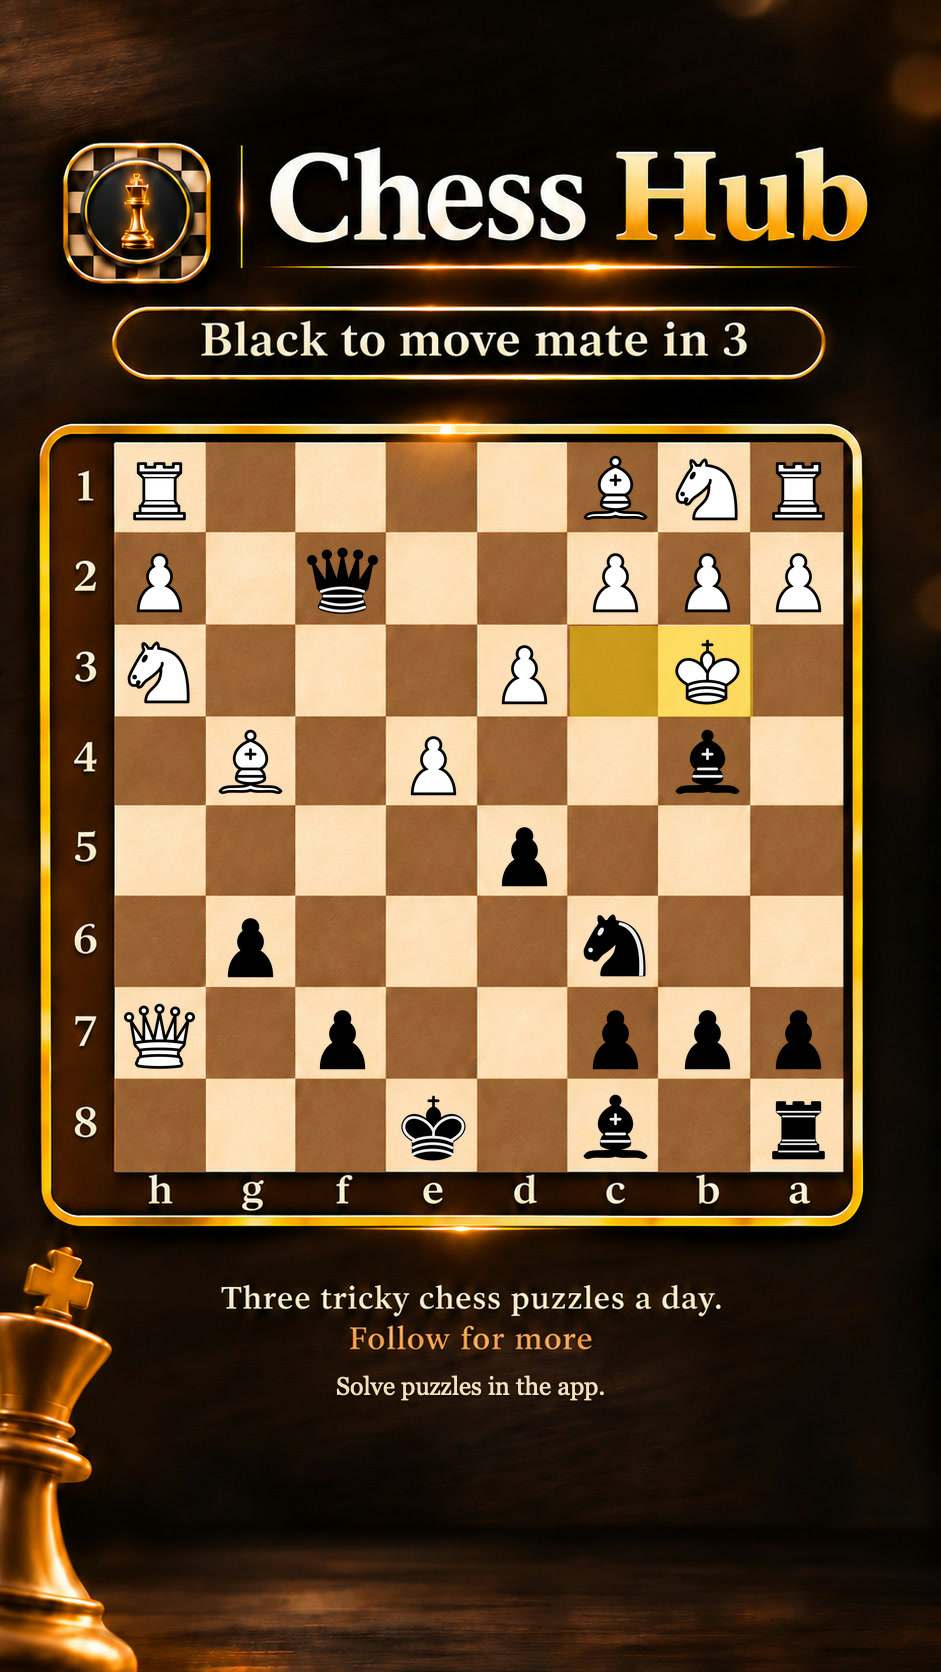 Chess Hub
Black to move mate in 3
1
2
3
4
5
6
7
8
h g f e d c b a
Three tricky chess puzzles a day.
Follow for more
Solve puzzles in the app.